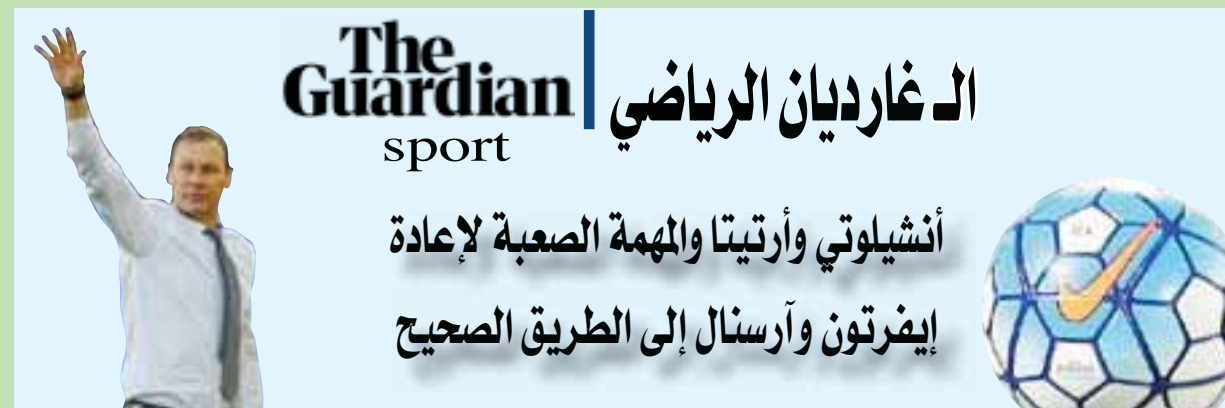 The
Guardian
sport
الـ غارديان الرياضي
أنشيلوتي وأرتيتا والمهمة الصعبة لإعادة
إيفرتون وآرسنال إلى الطريق الصحيح